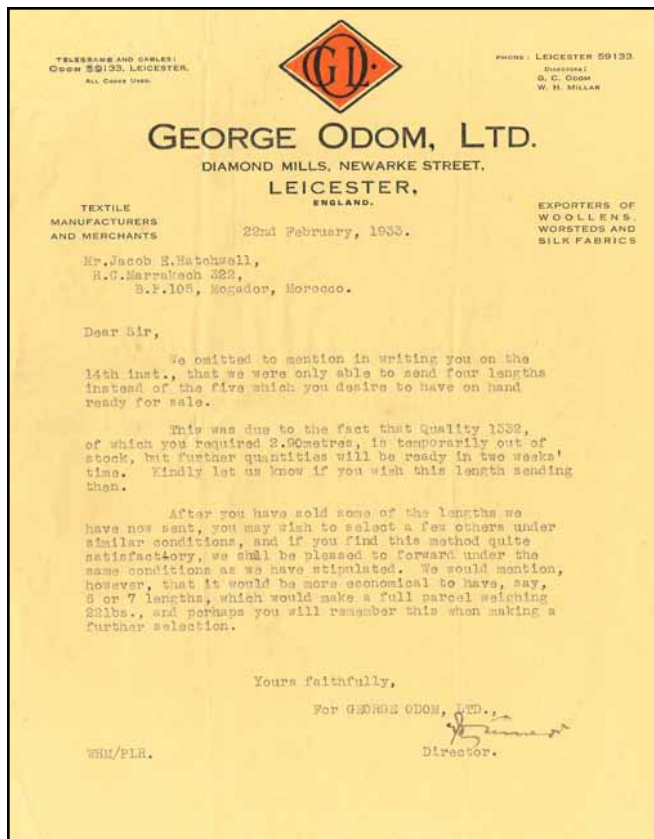 TELEGRAMS AND CABLES:
ODOM 59133, LEICESTER.
ALL CODES USED.
GOL
PHONE: LEICESTER 59133.
DIRECTORS:
G. C. ODOM
W. H. MILLAR
GEORGE ODOM, LTD.
DIAMOND MILLS, NEWARKE STREET,
LEICESTER,
ENGLAND.
TEXTILE
MANUFACTURERS
AND MERCHANTS
EXPORTERS OF
WOOLLENS,
WORSTEDS AND
SILK FABRICS
22nd February, 1933.
Mr.Jacob E.Hatchwell,
R.C.Marrakech 322,
B.P.105, Mogador, Morocco.
Dear Sir,
We omitted to mention in writing you on the
14th inst., that we were only able to send four lengths
instead of the five which you desire to have on hand
ready for sale.
This was due to the fact that Quality 1332,
of which you required 2.90metres, is temporarily out of
stock, but further quantities will be ready in two weeks'
time. Kindly let us know if you wish this length sending
then.
After you have sold some of the lengths we
have now sent, you may wish to select a few others under
similar conditions, and if you find this method quite
satisfactory, we shall be pleased to forward under the
same conditions as we have stipulated. We would mention,
however, that it would be more economical to have, say,
6 or 7 lengths, which would make a full parcel weighing
22lbs., and perhaps you will remember this when making a
further selection.
Yours faithfully,
For GEORGE ODOM, LTD.,
Director.
WHM/PLR.